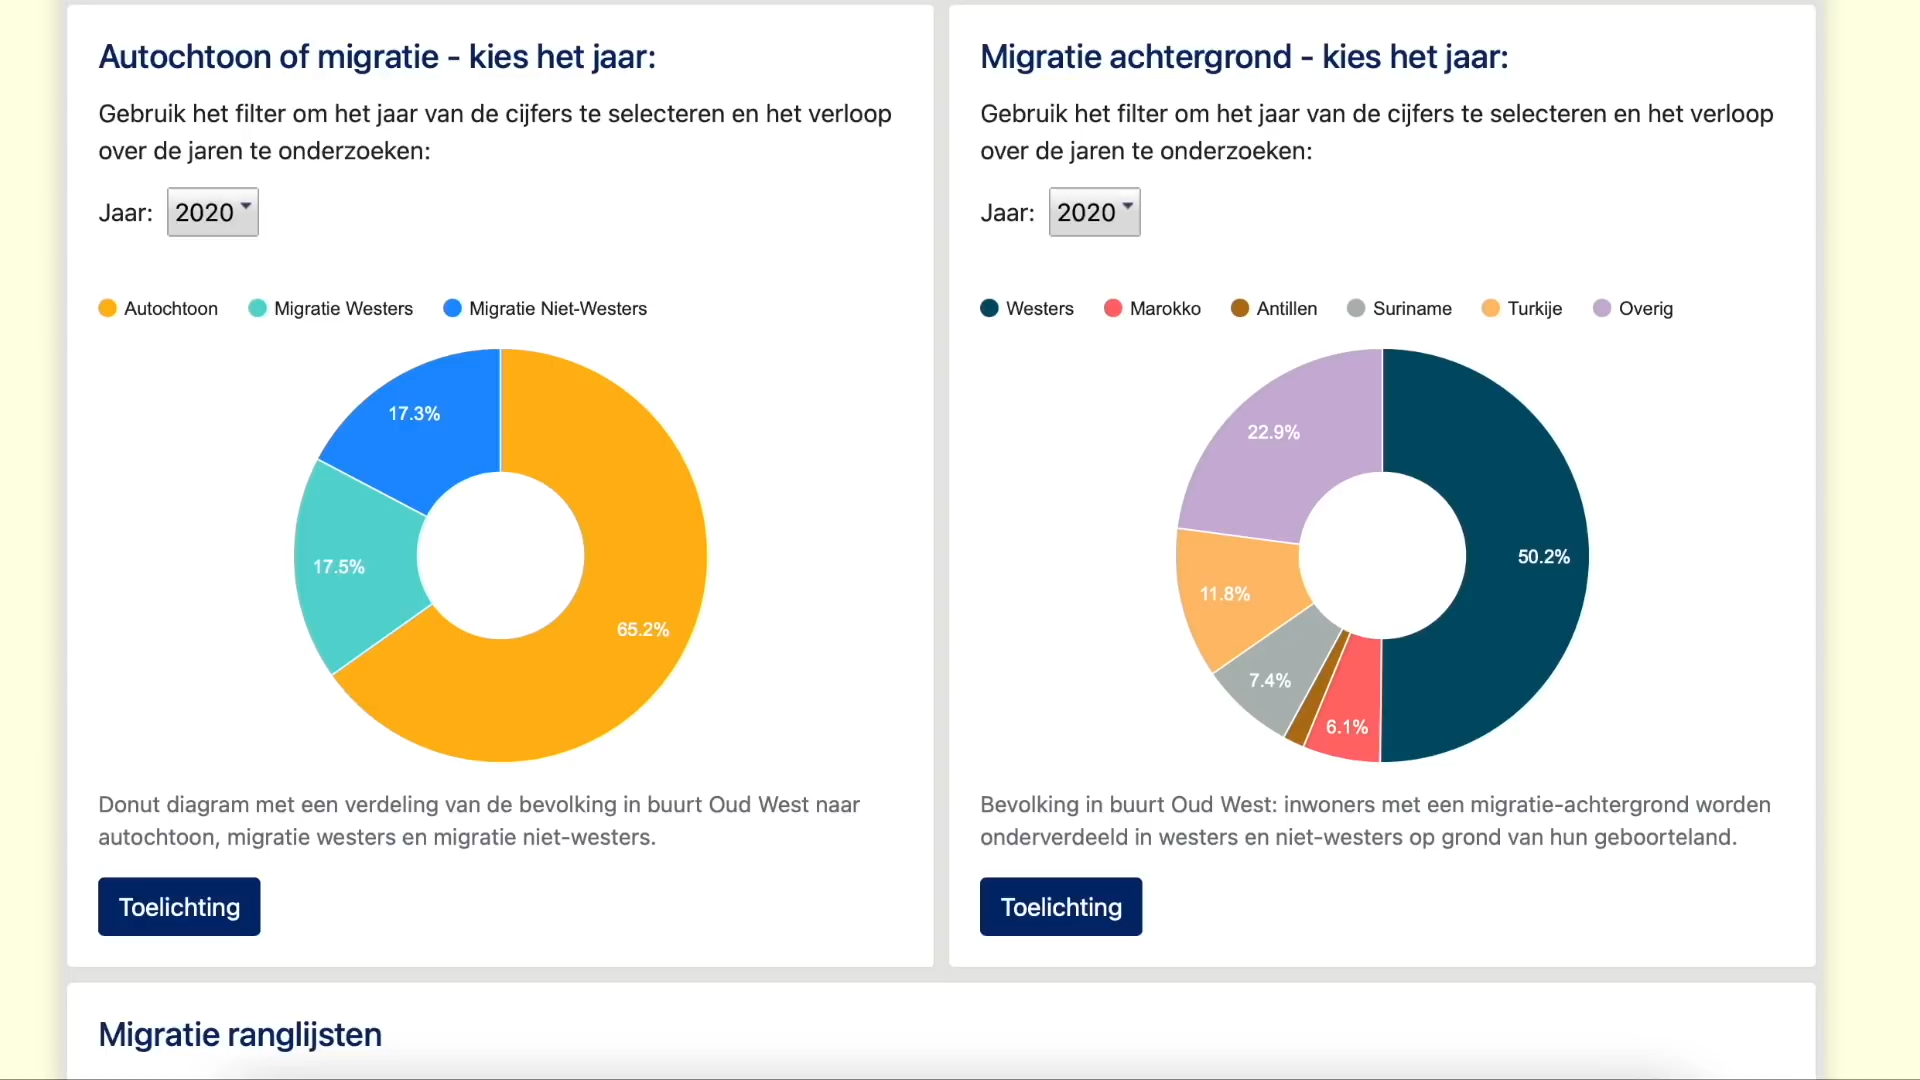 Autochtoon of migratie - kies het jaar:
Gebruik het filter om het jaar van de cijfers te selecteren en het verloop
over de jaren te onderzoeken:
Jaar: 2020
Autochtoon Migratie Westers Migratie Niet-Westers
17.3%
17.5%
65.2%
Donut diagram met een verdeling van de bevolking in buurt Oud West naar
autochtoon, migratie westers en migratie niet-westers.
Toelichting
Migratie achtergrond - kies het jaar:
Gebruik het filter om het jaar van de cijfers te selecteren en het verloop
over de jaren te onderzoeken:
Jaar: 2020
Westers Marokko Antillen Suriname Turkije Overig
22.9%
50.2%
11.8%
7.4%
6.1%
Bevolking in buurt Oud West: inwoners met een migratie-achtergrond worden
onderverdeeld in westers en niet-westers op grond van hun geboorteland.
Toelichting
Migratie ranglijsten